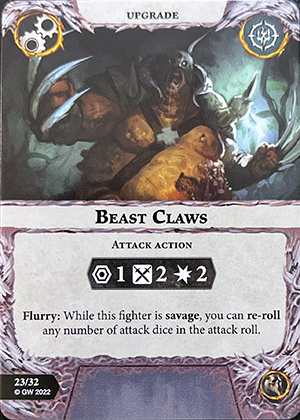 UPGRADE
BEAST CLAWS
ATTACK ACTION
1 2 2
Flurry: While this fighter is savage, you can re-roll
any number of attack dice in the attack roll.
23/32
© GW 2022